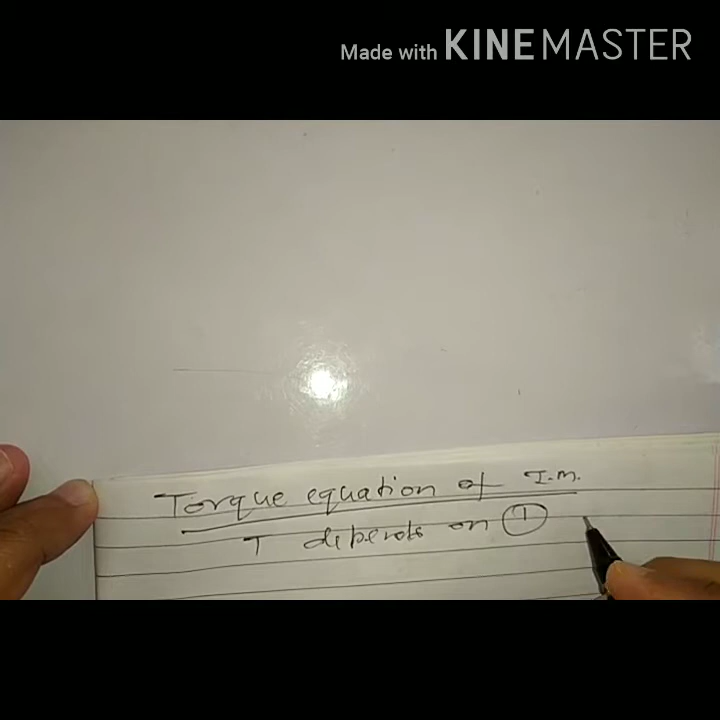 Made with KINEMASTER
Torque equation of I.M.
T depends on ①